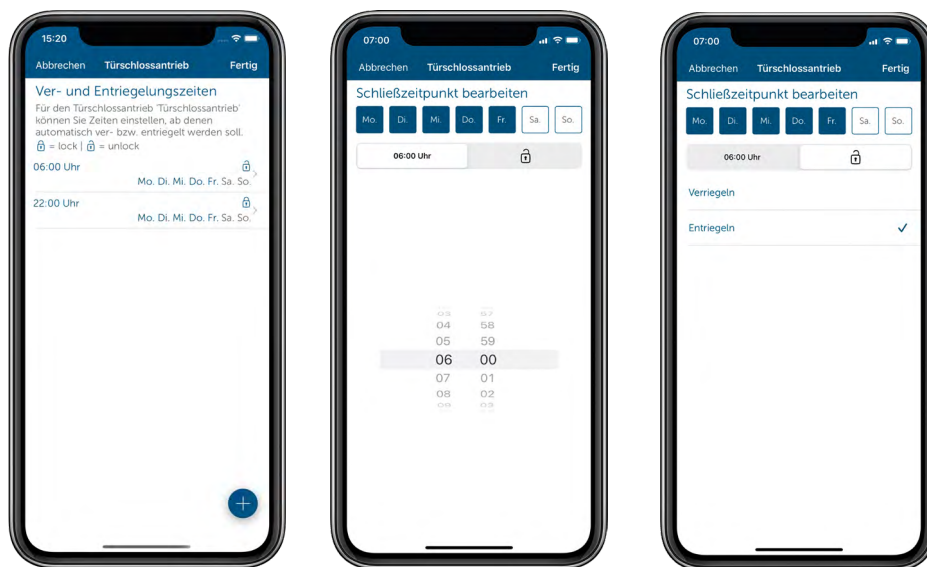 15:20
Abbrechen Türschlossantrieb Fertig
Ver- und Entriegelungszeiten
Für den Türschlossantrieb 'Türschlossantrieb'
können Sie Zeiten einstellen, ab denen
automatisch ver- bzw. entriegelt werden soll.
= lock | = unlock
06:00 Uhr
Mo. Di. Mi. Do. Fr. Sa. So.
22:00 Uhr
Mo. Di. Mi. Do. Fr. Sa. So.
+
07:00
Abbrechen Türschlossantrieb Fertig
Schließzeitpunkt bearbeiten
Mo. Di. Mi. Do. Fr. Sa. So.
06:00 Uhr
04 58
05 59
06 00
07 01
08 02
07:00
Abbrechen Türschlossantrieb Fertig
Schließzeitpunkt bearbeiten
Mo. Di. Mi. Do. Fr. Sa. So.
06:00 Uhr
Verriegeln
Entriegeln